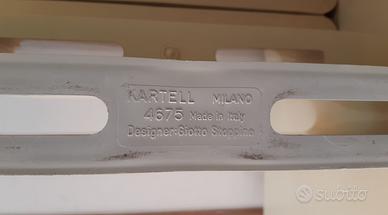 KARTELL MILANO
4675 Made in Italy
Designer:Giotto Stoppino
subito